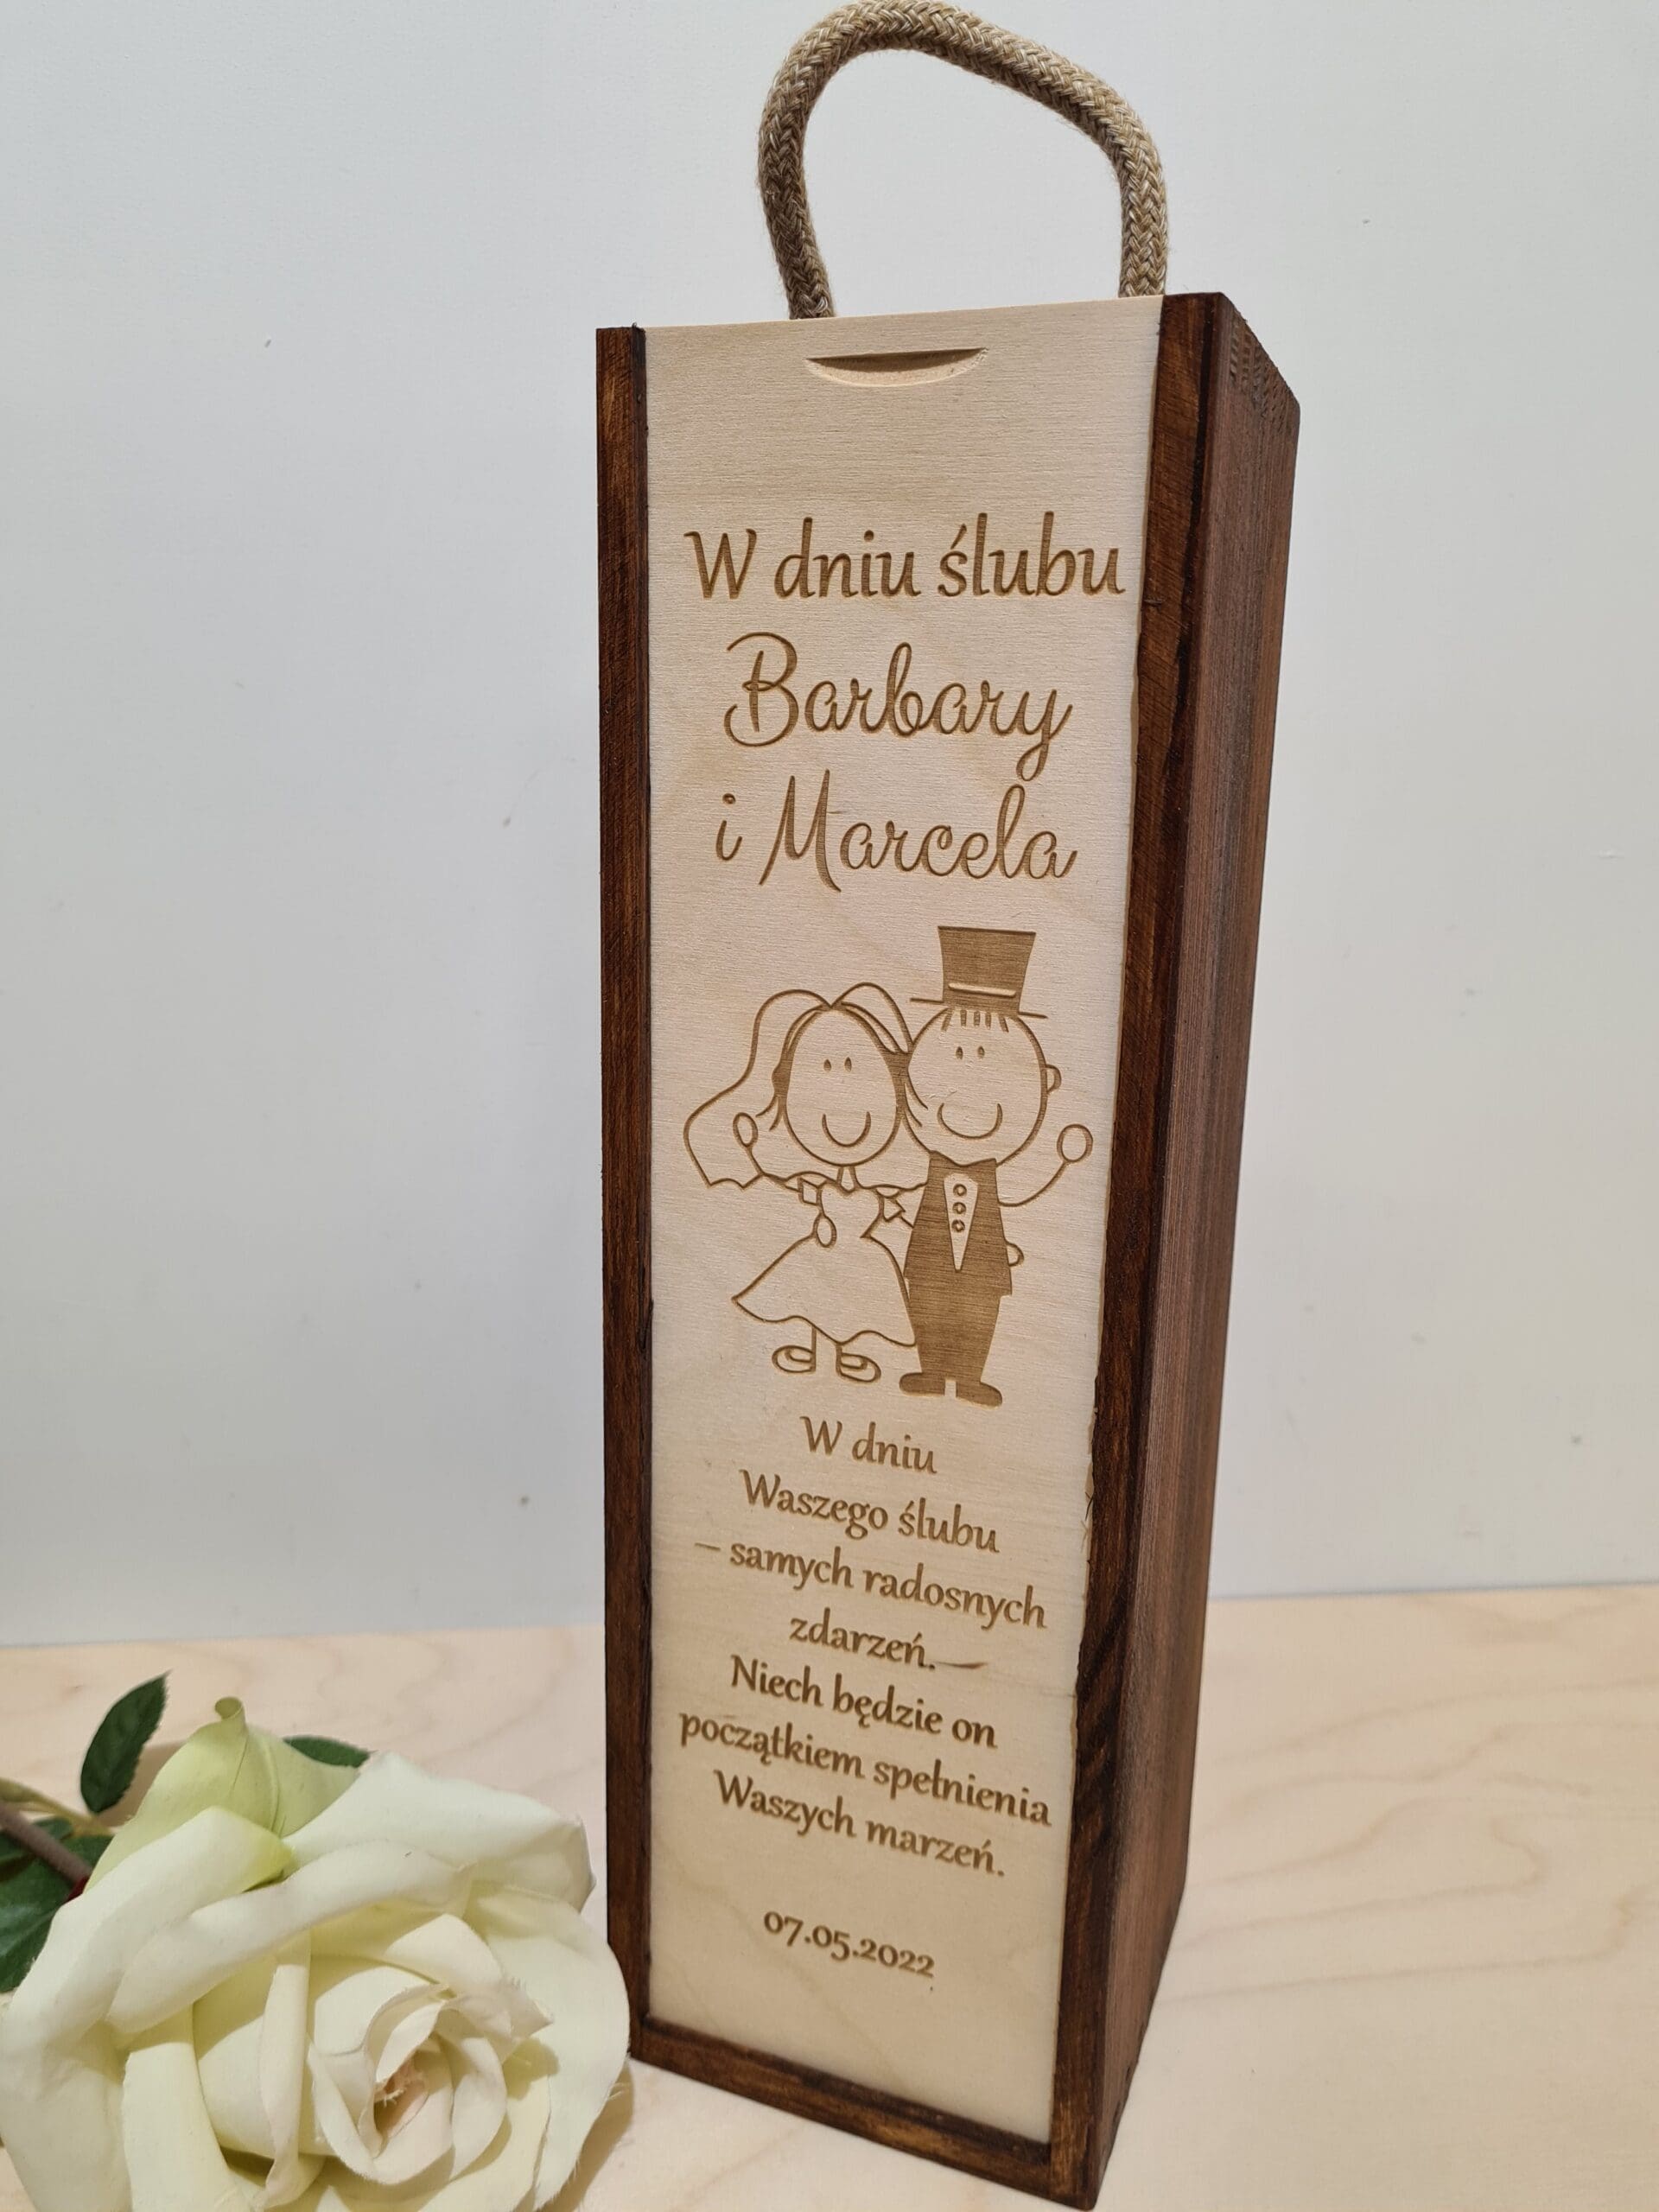 W dniu ślubu
Barbary
i Marcela
W dniu
Waszego ślubu
– samych radosnych
zdarzeń. —
Niech będzie on
początkiem spełnienia
Waszych marzeń.
07.05.2022